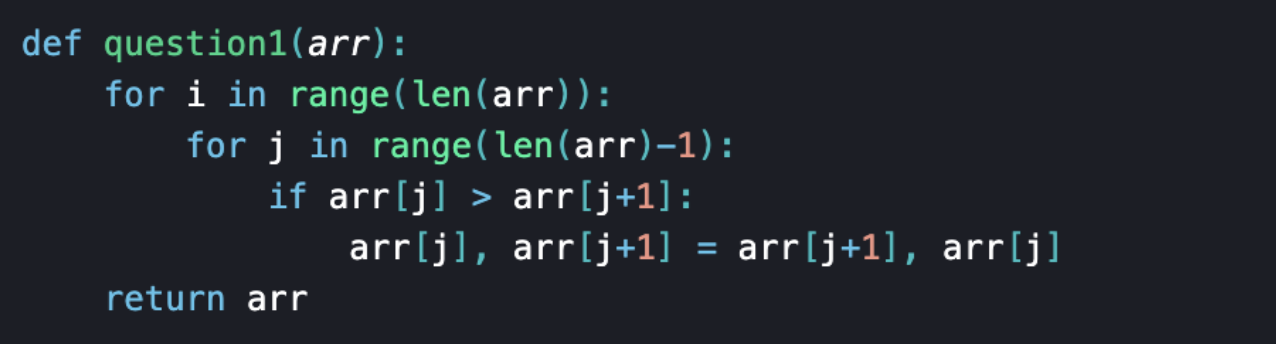 def question1(arr):
    for i in range(len(arr)):
        for j in range(len(arr)-1):
            if arr[j] > arr[j+1]:
                arr[j], arr[j+1] = arr[j+1], arr[j]
    return arr